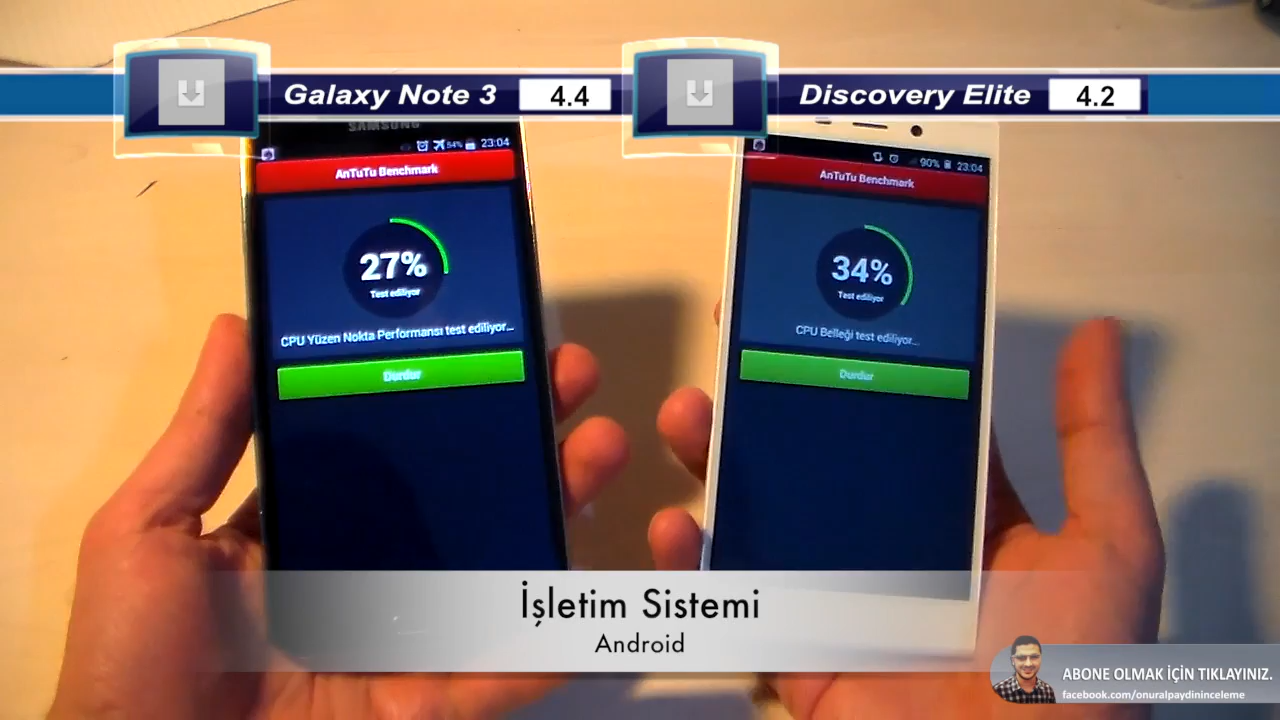 Galaxy Note 3 4.4
Discovery Elite 4.2
SAMSUNG
84% 23:04
AnTuTu Benchmark
27%
Test ediliyor
CPU Yüzen Nokta Performansı test ediliyor...
Durdur
90% 23:04
AnTuTu Benchmark
34%
Test ediliyor
CPU Belleği test ediliyor...
Durdur
İşletim Sistemi
Android
ABONE OLMAK İÇİN TIKLAYINIZ.
facebook.com/onuralpaydininceleme